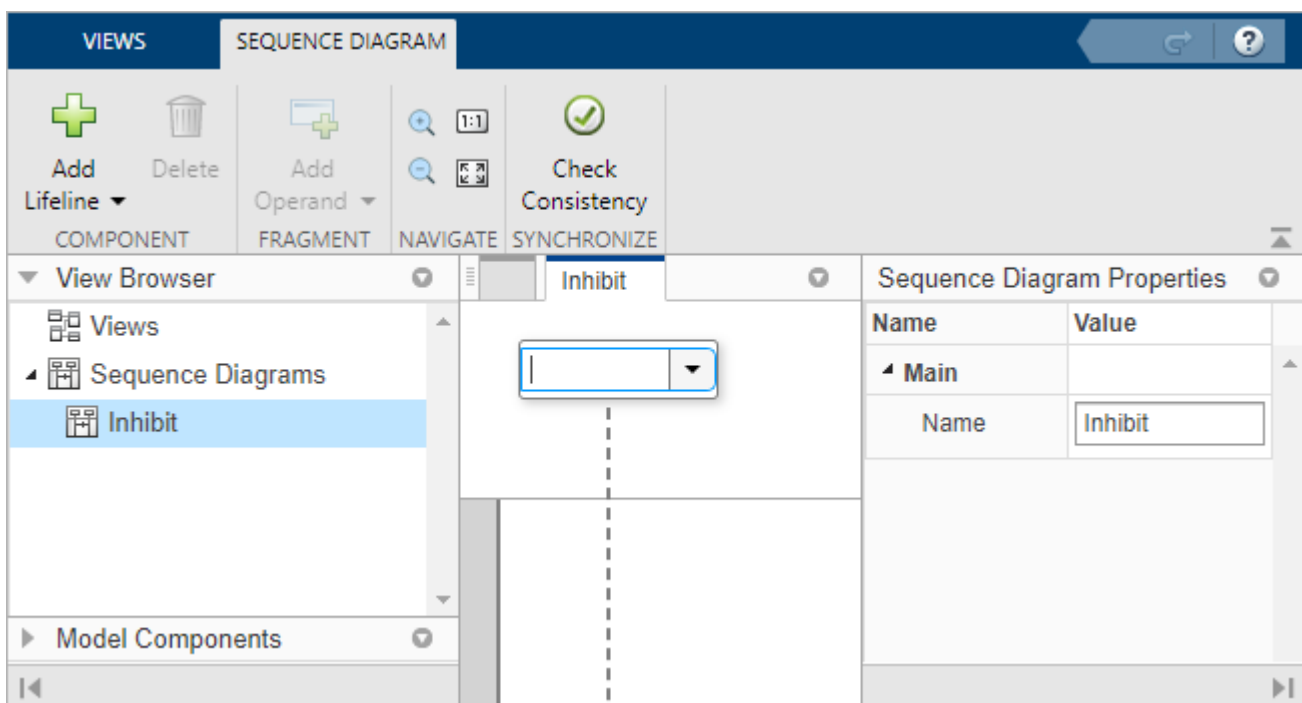 VIEWS SEQUENCE DIAGRAM ?
1:1
Add Delete Add Check
Lifeline Operand Consistency
COMPONENT FRAGMENT NAVIGATE SYNCHRONIZE
View Browser Inhibit Sequence Diagram Properties
Views Name Value
Sequence Diagrams Main
Inhibit Name Inhibit
Model Components